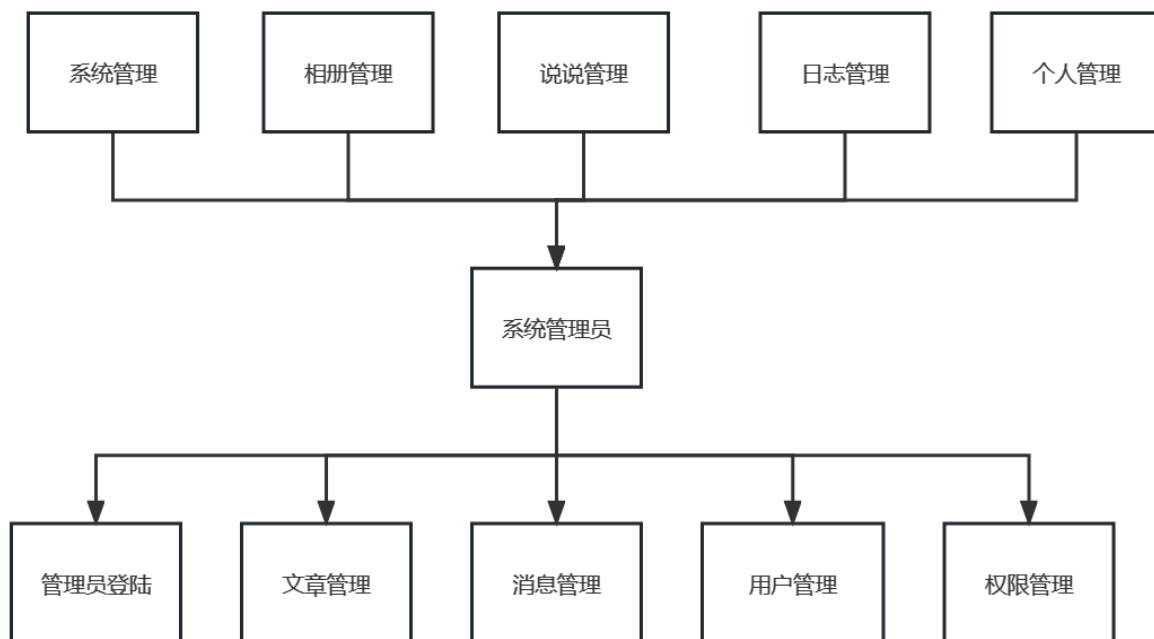 系统管理
相册管理
说说管理
日志管理
个人管理
系统管理员
管理员登陆
文章管理
消息管理
用户管理
权限管理